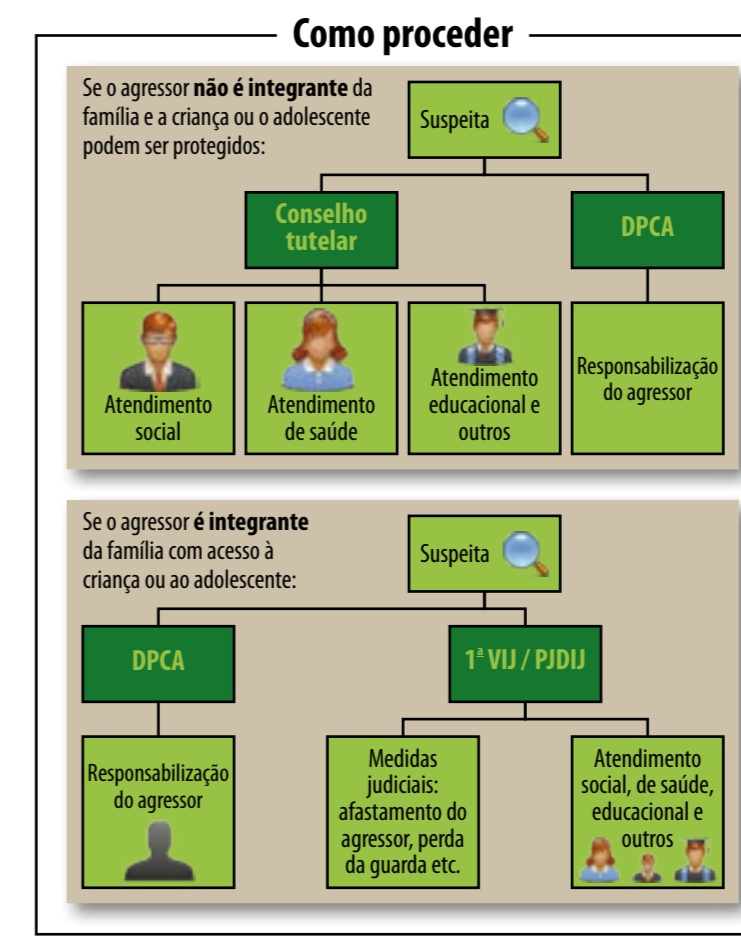 Como proceder
Se o agressor não é integrante da
família e a criança ou o adolescente
podem ser protegidos:
Suspeita
Conselho
tutelar
DPCA
Atendimento
social
Atendimento
de saúde
Atendimento
educacional e
outros
Responsabilização
do agressor
Se o agressor é integrante
da família com acesso à
criança ou ao adolescente:
Suspeita
DPCA
1ª VIJ / PJDIJ
Responsabilização
do agressor
Medidas
judiciais:
afastamento do
agressor, perda
da guarda etc.
Atendimento
social, de saúde,
educacional e
outros